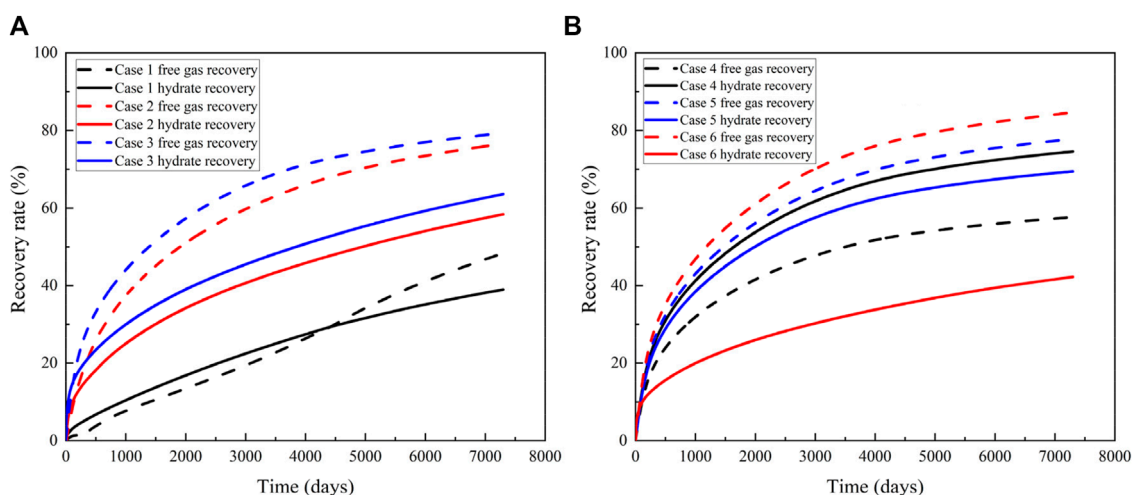 A
100
80
60
40
20
0
Recovery rate (%)
Case 1 free gas recovery
Case 1 hydrate recovery
Case 2 free gas recovery
Case 2 hydrate recovery
Case 3 free gas recovery
Case 3 hydrate recovery
0 1000 2000 3000 4000 5000 6000 7000 8000
Time (days)
B
100
80
60
40
20
0
Recovery rate (%)
Case 4 free gas recovery
Case 4 hydrate recovery
Case 5 free gas recovery
Case 5 hydrate recovery
Case 6 free gas recovery
Case 6 hydrate recovery
0 1000 2000 3000 4000 5000 6000 7000 8000
Time (days)